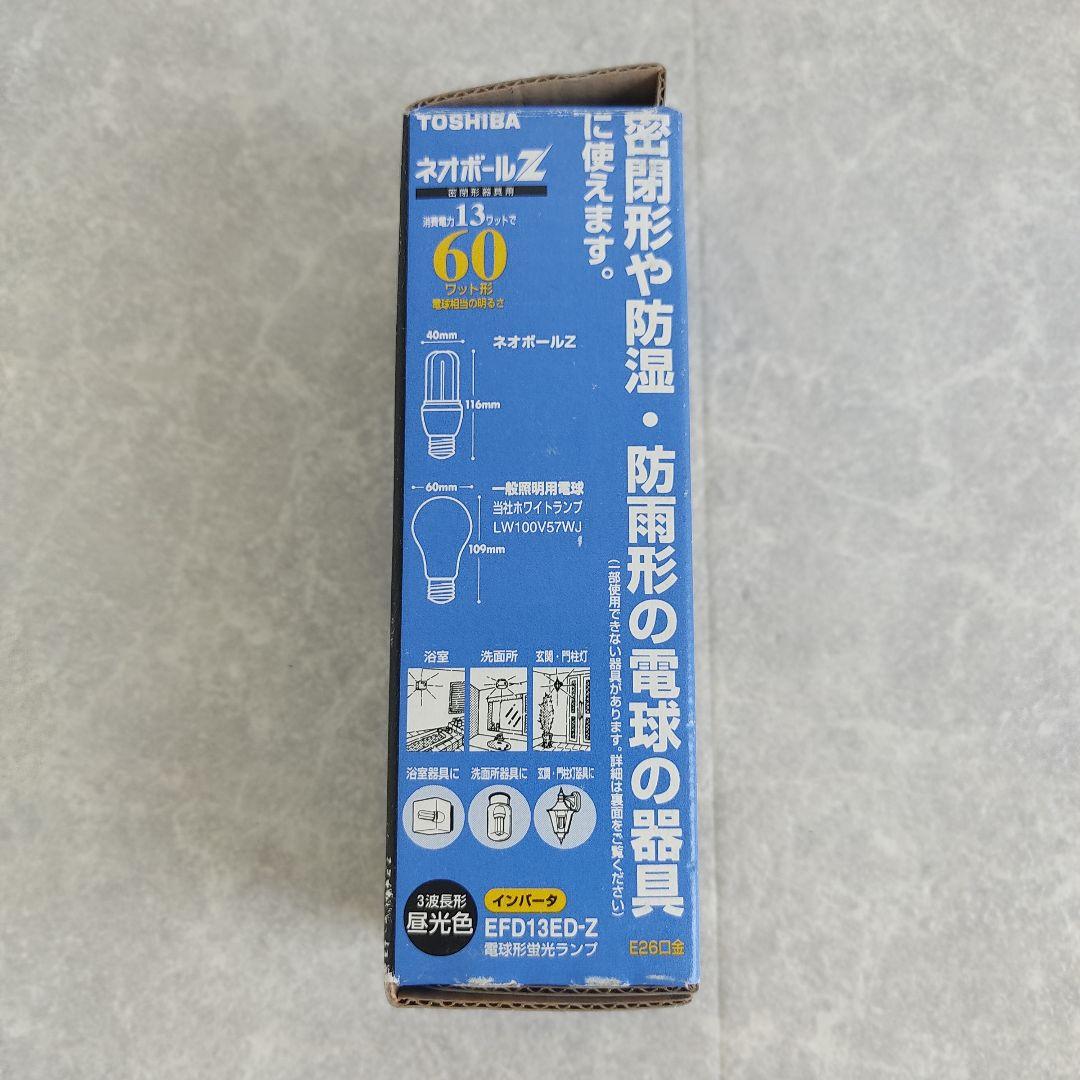 TOSHIBA
ネオボールZ
密閉形器具用
消費電力13ワットで
60
ワット形
電球相当の明るさ
密閉形や防湿・防雨形の電球の器具
に使えます。
(一部使用できない器具があります。詳細は裏面をご覧ください)
40mm
ネオボールZ
116mm
60mm
一般照明用電球
当社ホワイトランプ
LW100V57WJ
109mm
浴室
洗面所
玄関・門柱灯
浴室器具に
洗面所器具に
玄関・門柱灯器具に
3波長形
昼光色
インバータ
EFD13ED-Z
電球形蛍光ランプ
E26口金